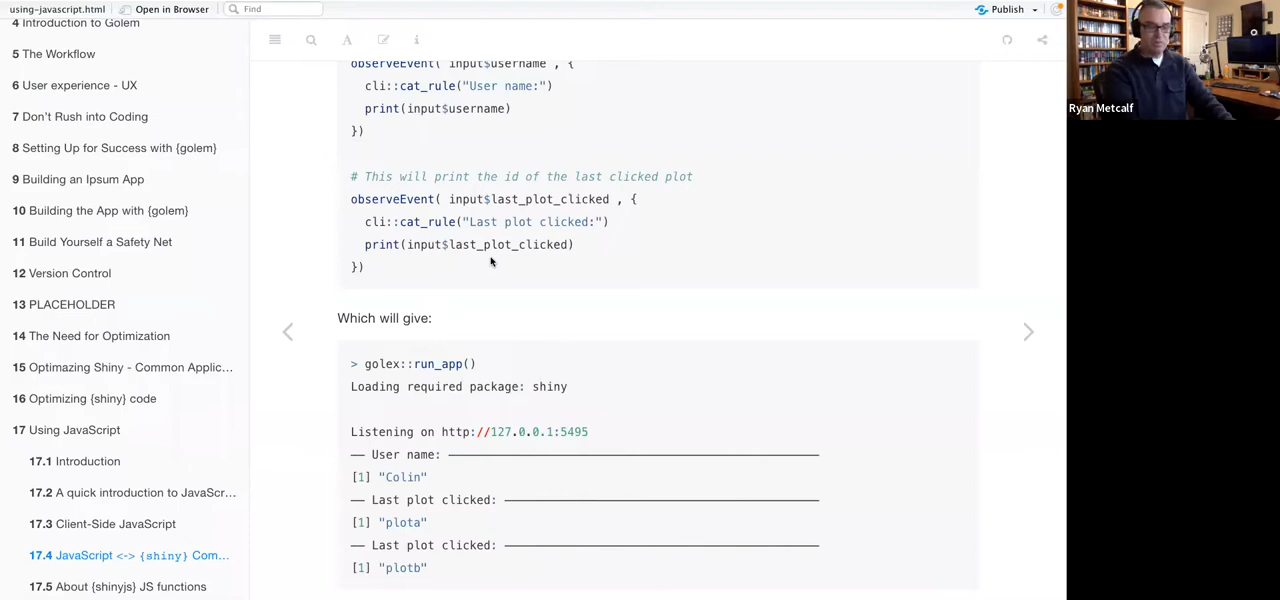 using-javascript.html Open in Browser Find Publish
4 Introduction to Golem
5 The Workflow
6 User experience - UX
7 Don't Rush into Coding
8 Setting Up for Success with {golem}
9 Building an Ipsum App
10 Building the App with {golem}
11 Build Yourself a Safety Net
12 Version Control
13 PLACEHOLDER
14 The Need for Optimization
15 Optimazing Shiny - Common Applic...
16 Optimizing {shiny} code
17 Using JavaScript
17.1 Introduction
17.2 A quick introduction to JavaScr...
17.3 Client-Side JavaScript
17.4 JavaScript <-> {shiny} Com...
17.5 About {shinyjs} JS functions
observeEvent( input$username , {
cli::cat_rule("User name:")
print(input$username)
})
# This will print the id of the last clicked plot
observeEvent( input$last_plot_clicked , {
cli::cat_rule("Last plot clicked:")
print(input$last_plot_clicked)
})
Which will give:
> golex::run_app()
Loading required package: shiny
Listening on http://127.0.0.1:5495
── User name: ─────────────────────────────────
[1] "Colin"
── Last plot clicked: ────────────────────────────
[1] "plota"
── Last plot clicked: ────────────────────────────
[1] "plotb"
Ryan Metcalf